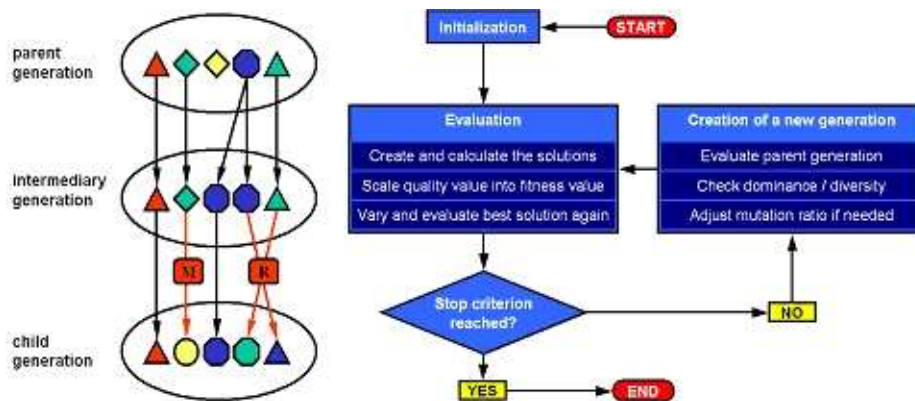 parent
generation
intermediary
generation
M
R
child
generation
Initialization
START
Evaluation
Create and calculate the solutions
Scale quality value into fitness value
Vary and evaluate best solution again
Creation of a new generation
Evaluate parent generation
Check dominance / diversity
Adjust mutation ratio if needed
Stop criterion
reached?
NO
YES
END